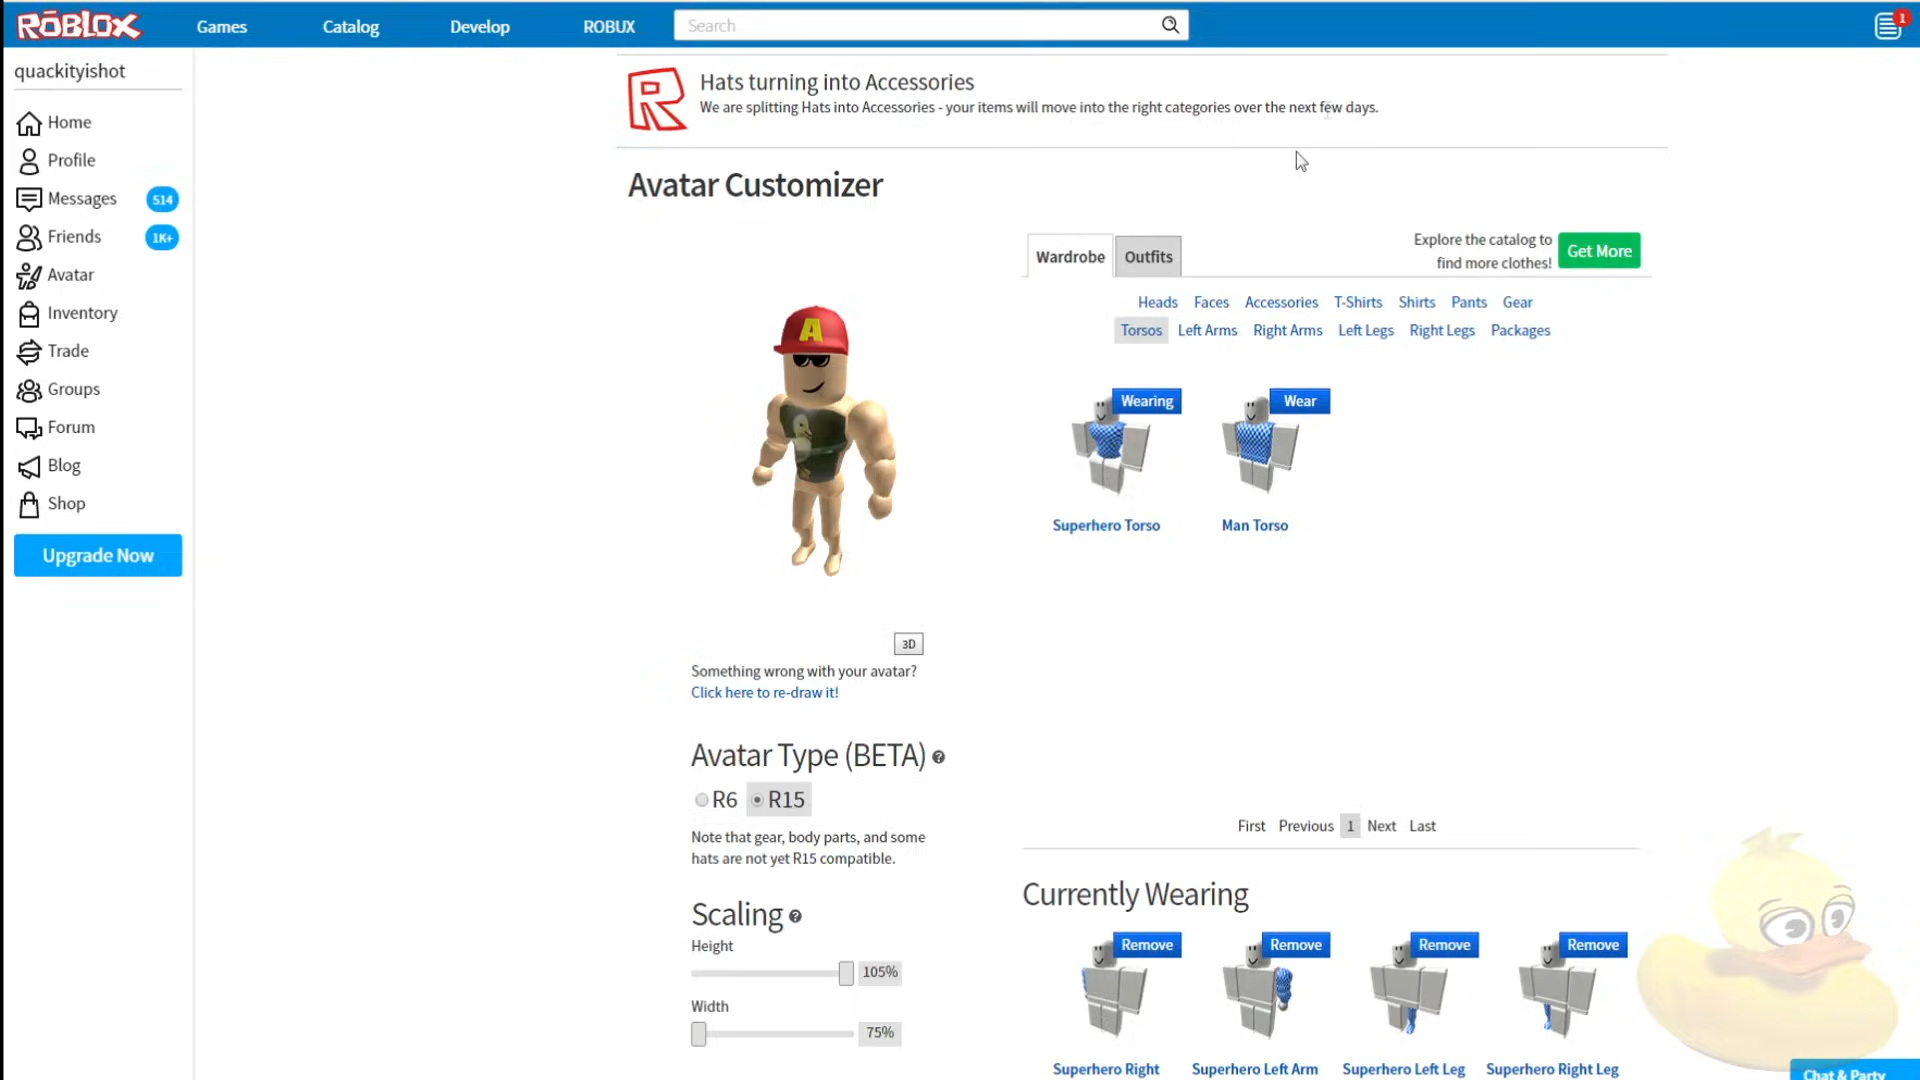 ROBLOX
Games
Catalog
Develop
ROBUX
Search
1
quackityishot
Home
Profile
Messages 514
Friends 1K+
Avatar
Inventory
Trade
Groups
Forum
Blog
Shop
Upgrade Now
Hats turning into Accessories
We are splitting Hats into Accessories - your items will move into the right categories over the next few days.
Avatar Customizer
A
3D
Something wrong with your avatar?
Click here to re-draw it!
Avatar Type (BETA) ?
R6 R15
Note that gear, body parts, and some
hats are not yet R15 compatible.
Scaling ?
Height
105%
Width
75%
Wardrobe Outfits
Explore the catalog to
find more clothes!
Get More
Heads Faces Accessories T-Shirts Shirts Pants Gear
Torsos Left Arms Right Arms Left Legs Right Legs Packages
Wearing Wear
Superhero Torso Man Torso
First Previous 1 Next Last
Currently Wearing
Remove Remove Remove Remove
Superhero Right Superhero Left Arm Superhero Left Leg Superhero Right Leg
Chat & Party